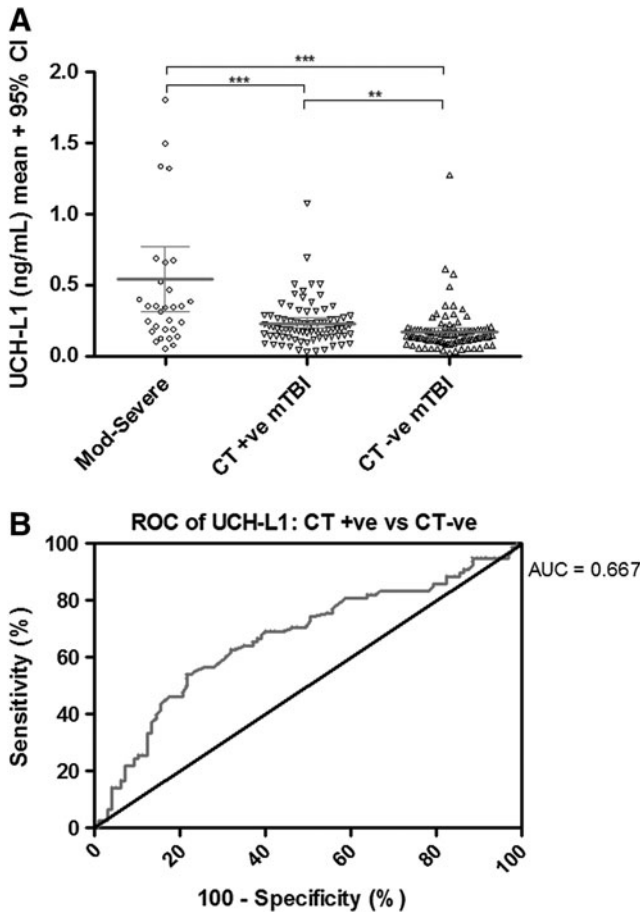 A
UCH-L1 (ng/mL) mean + 95% CI
2.0
1.5
1.0
0.5
0.0
***
***
**
Mod-Severe
CT +ve mTBI
CT -ve mTBI
B
ROC of UCH-L1: CT +ve vs CT-ve
Sensitivity (%)
100
80
60
40
20
0
0
20
40
60
80
100
100 - Specificity (%)
AUC = 0.667